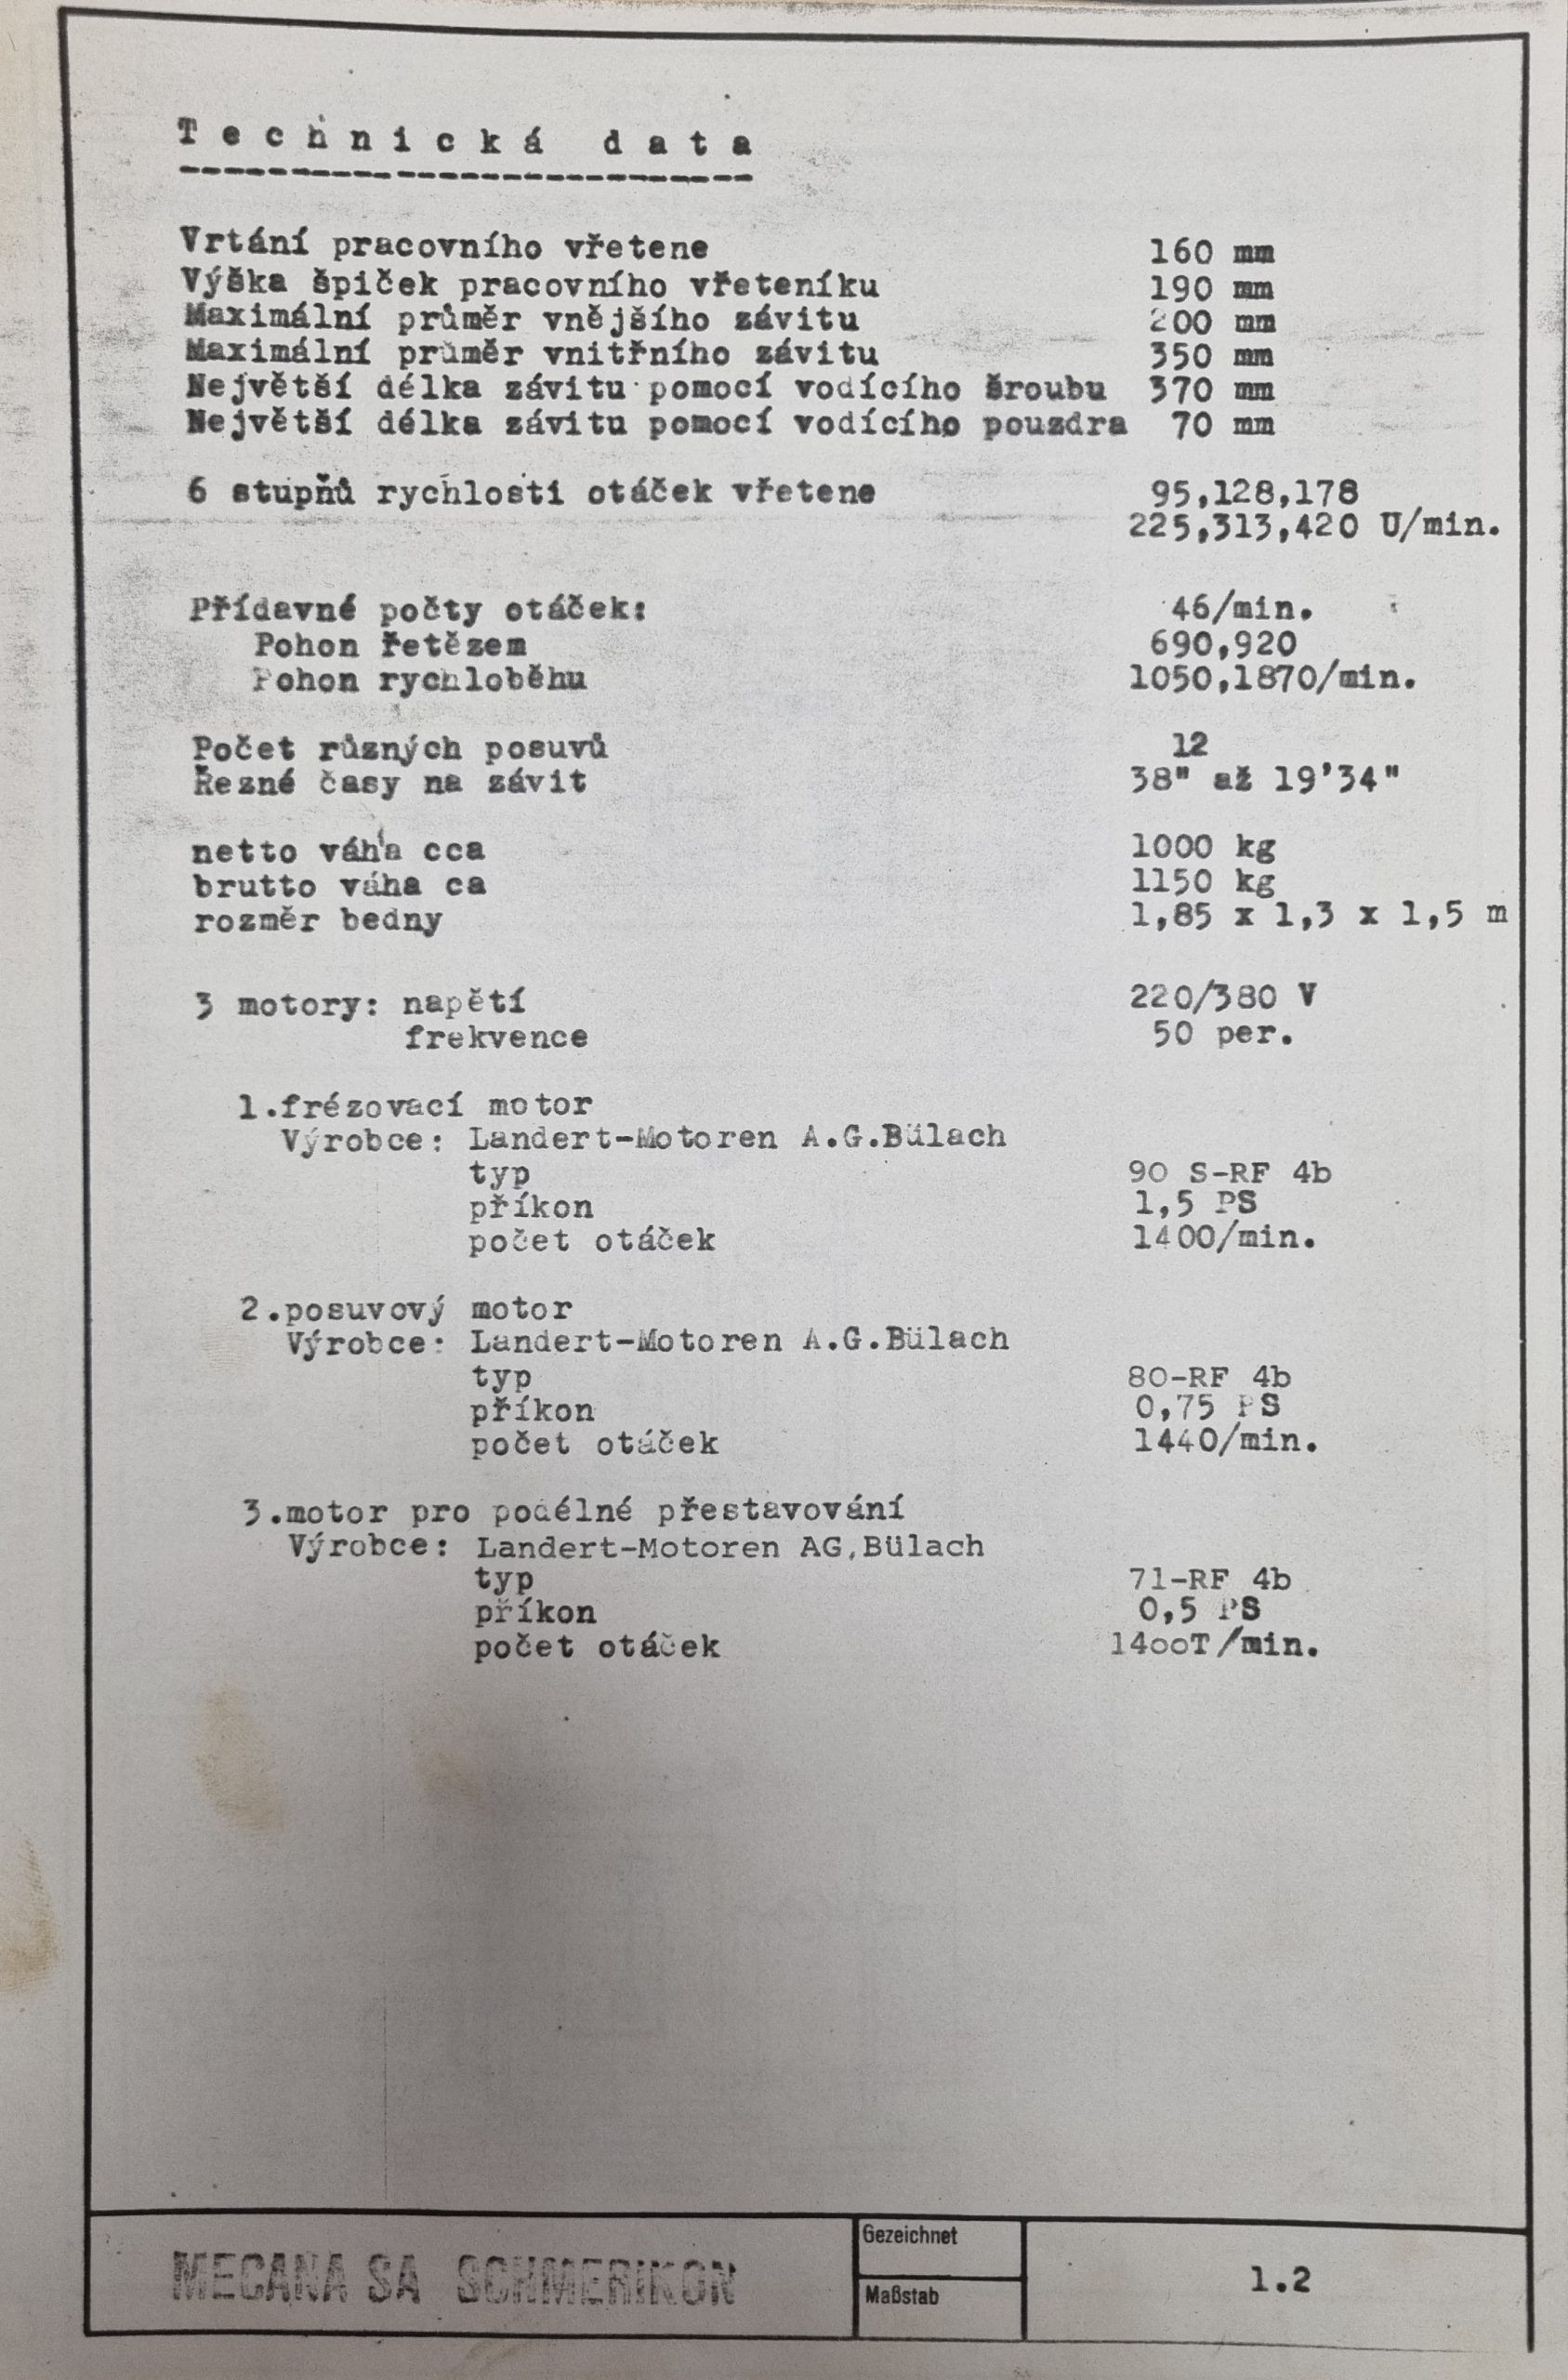 Technická data
Vrtání pracovního vřetene 160 mm
Výška špiček pracovního vřeteníku 190 mm
Maximální průměr vnějšího závitu 200 mm
Maximální průměr vnitřního závitu 350 mm
Největší délka závitu pomocí vodícího šroubu 370 mm
Největší délka závitu pomocí vodícího pouzdra 70 mm
6 stupňů rychlosti otáček vřetene 95,128,178
225,313,420 U/min.
Přídavné počty otáček: 46/min.
Pohon řetězem 690,920
Pohon rychloběhu 1050,1870/min.
Počet různých posuvů 12
Řezné časy na závit 38" až 19'34"
netto váha cca 1000 kg
brutto váha ca 1150 kg
rozměr bedny 1,85 x 1,3 x 1,5 m
3 motory: napětí 220/380 V
frekvence 50 per.
1.frézovací motor
Výrobce: Landert-Motoren A.G.Bülach
typ 90 S-RF 4b
příkon 1,5 PS
počet otáček 1400/min.
2.posuvový motor
Výrobce: Landert-Motoren A.G.Bülach
typ 80-RF 4b
příkon 0,75 PS
počet otáček 1440/min.
3.motor pro podélné přestavování
Výrobce: Landert-Motoren AG,Bülach
typ 71-RF 4b
příkon 0,5 PS
počet otáček 14ooT/min.
MECANA SA SCHMERIKON
Gezeichnet
Maßstab
1.2